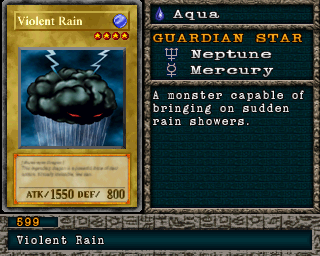 Violent Rain
Aqua
GUARDIAN STAR
Neptune
Mercury
A monster capable of
bringing on sudden
rain showers.
ATK/1550 DEF/ 800
599
Violent Rain